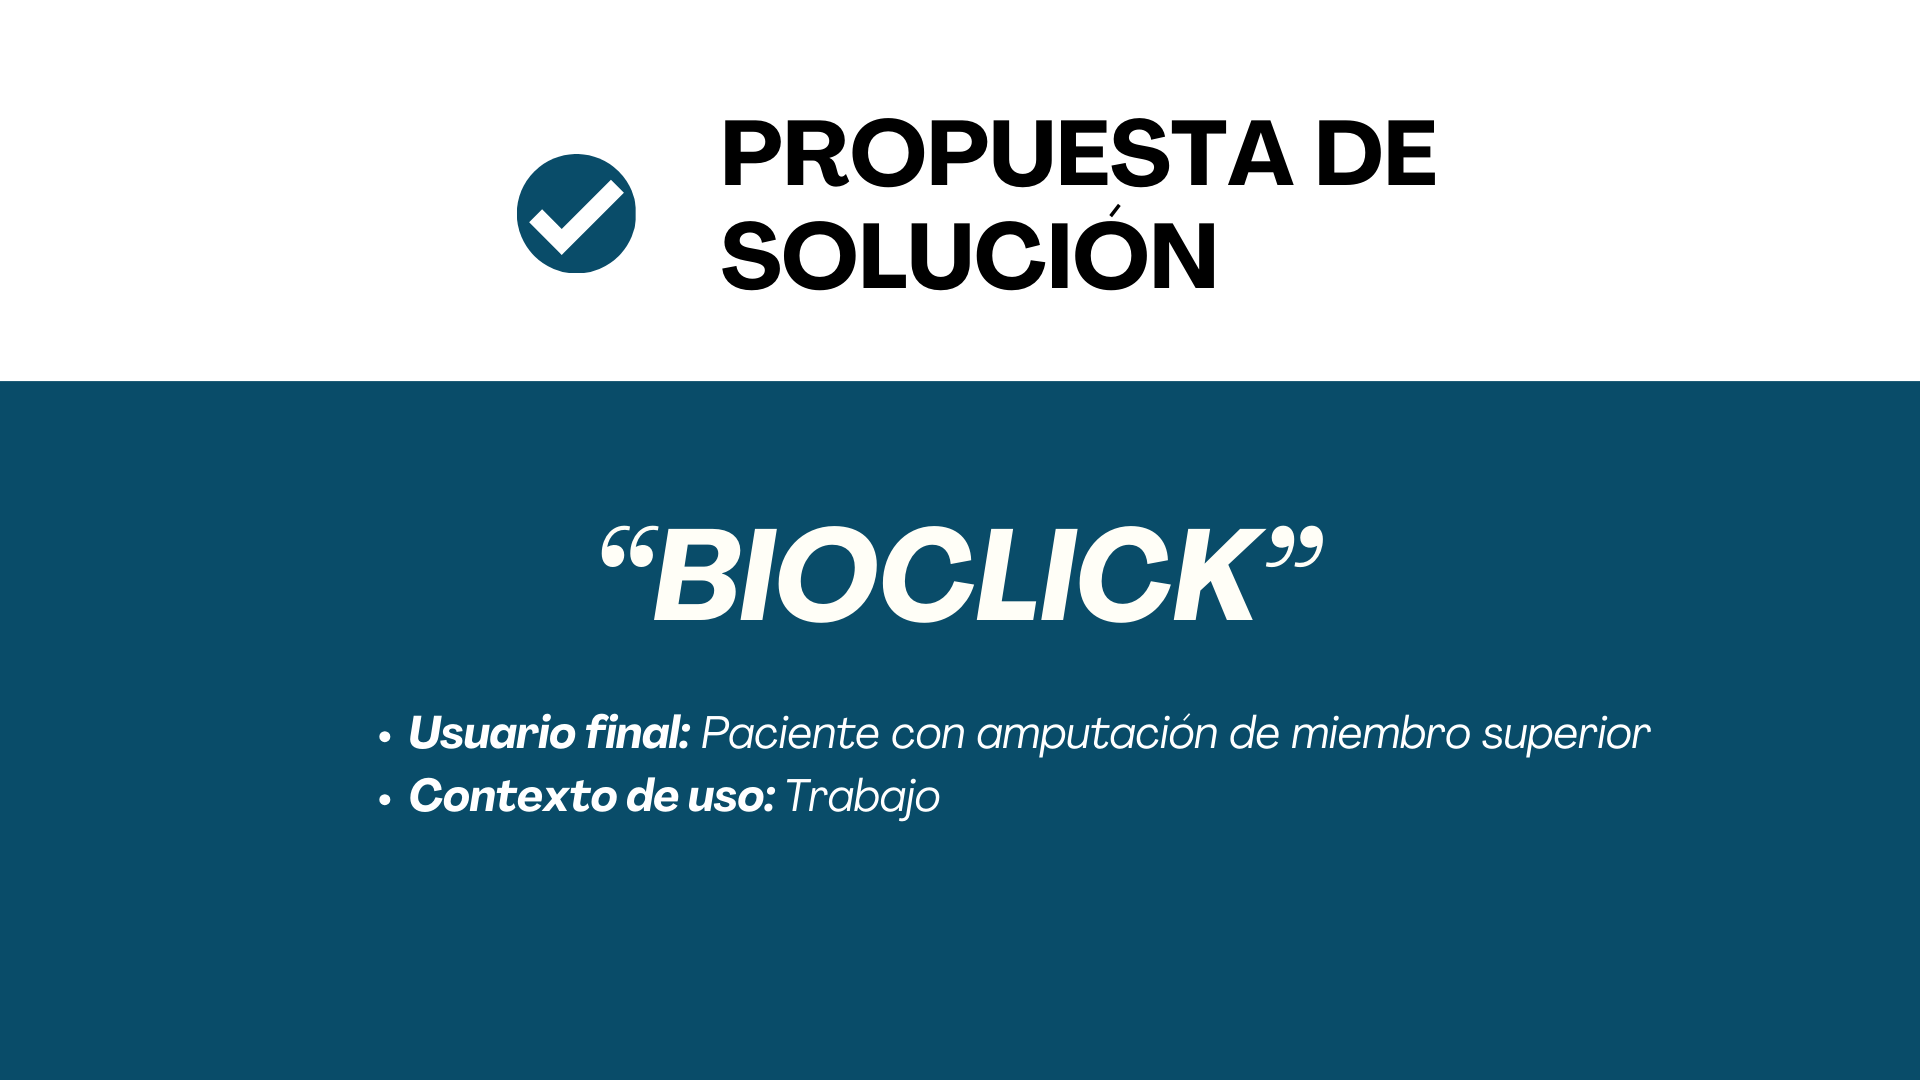 PROPUESTA DE
SOLUCIÓN
“BIOCLICK”
• Usuario final: Paciente con amputación de miembro superior
• Contexto de uso: Trabajo